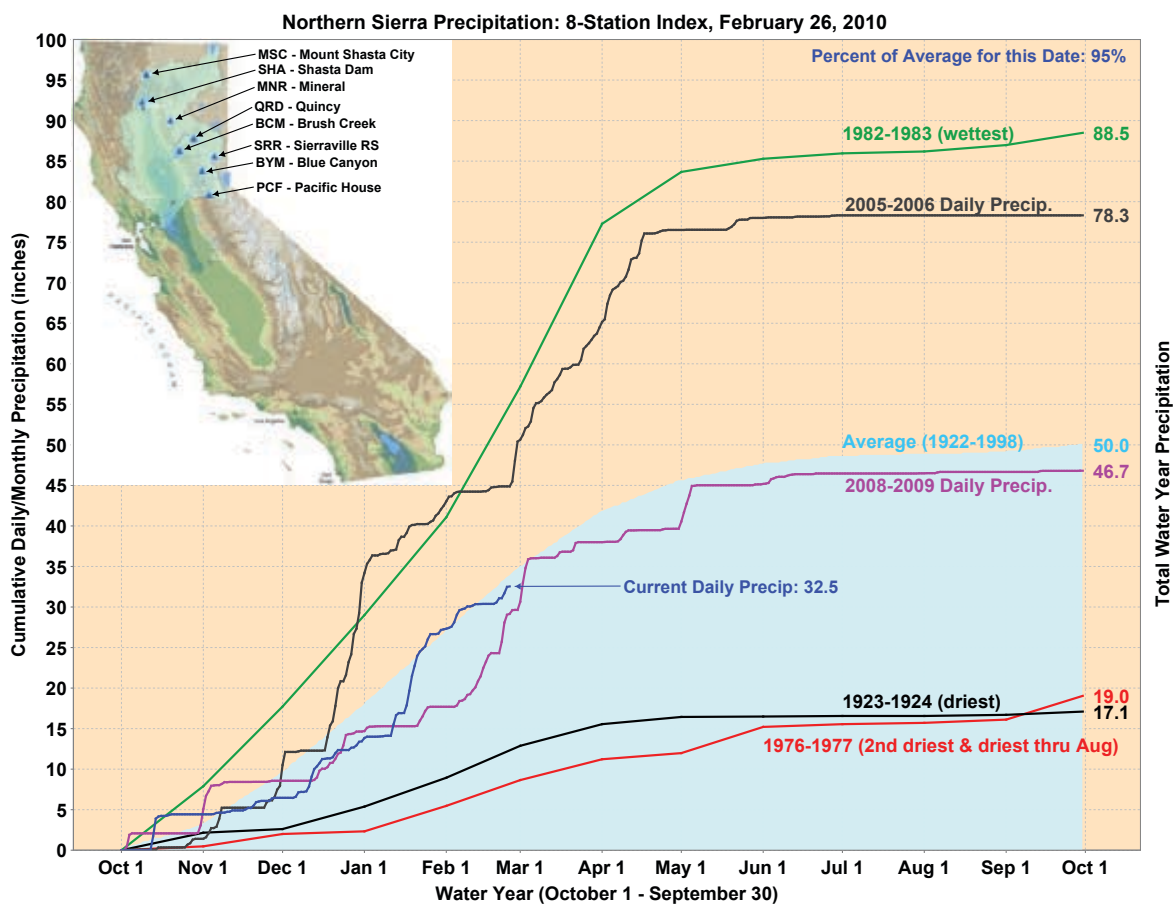 Northern Sierra Precipitation: 8-Station Index, February 26, 2010
Percent of Average for this Date: 95%
MSC - Mount Shasta City
SHA - Shasta Dam
MNR - Mineral
QRD - Quincy
BCM - Brush Creek
SRR - Sierraville RS
BYM - Blue Canyon
PCF - Pacific House
Cumulative Daily/Monthly Precipitation (inches)
100
95
90
85
80
75
70
65
60
55
50
45
40
35
30
25
20
15
10
5
0
1982-1983 (wettest)
88.5
2005-2006 Daily Precip.
78.3
Average (1922-1998)
50.0
2008-2009 Daily Precip.
46.7
Current Daily Precip: 32.5
1923-1924 (driest)
19.0
17.1
1976-1977 (2nd driest & driest thru Aug)
Total Water Year Precipitation
Oct 1 Nov 1 Dec 1 Jan 1 Feb 1 Mar 1 Apr 1 May 1 Jun 1 Jul 1 Aug 1 Sep 1 Oct 1
Water Year (October 1 - September 30)